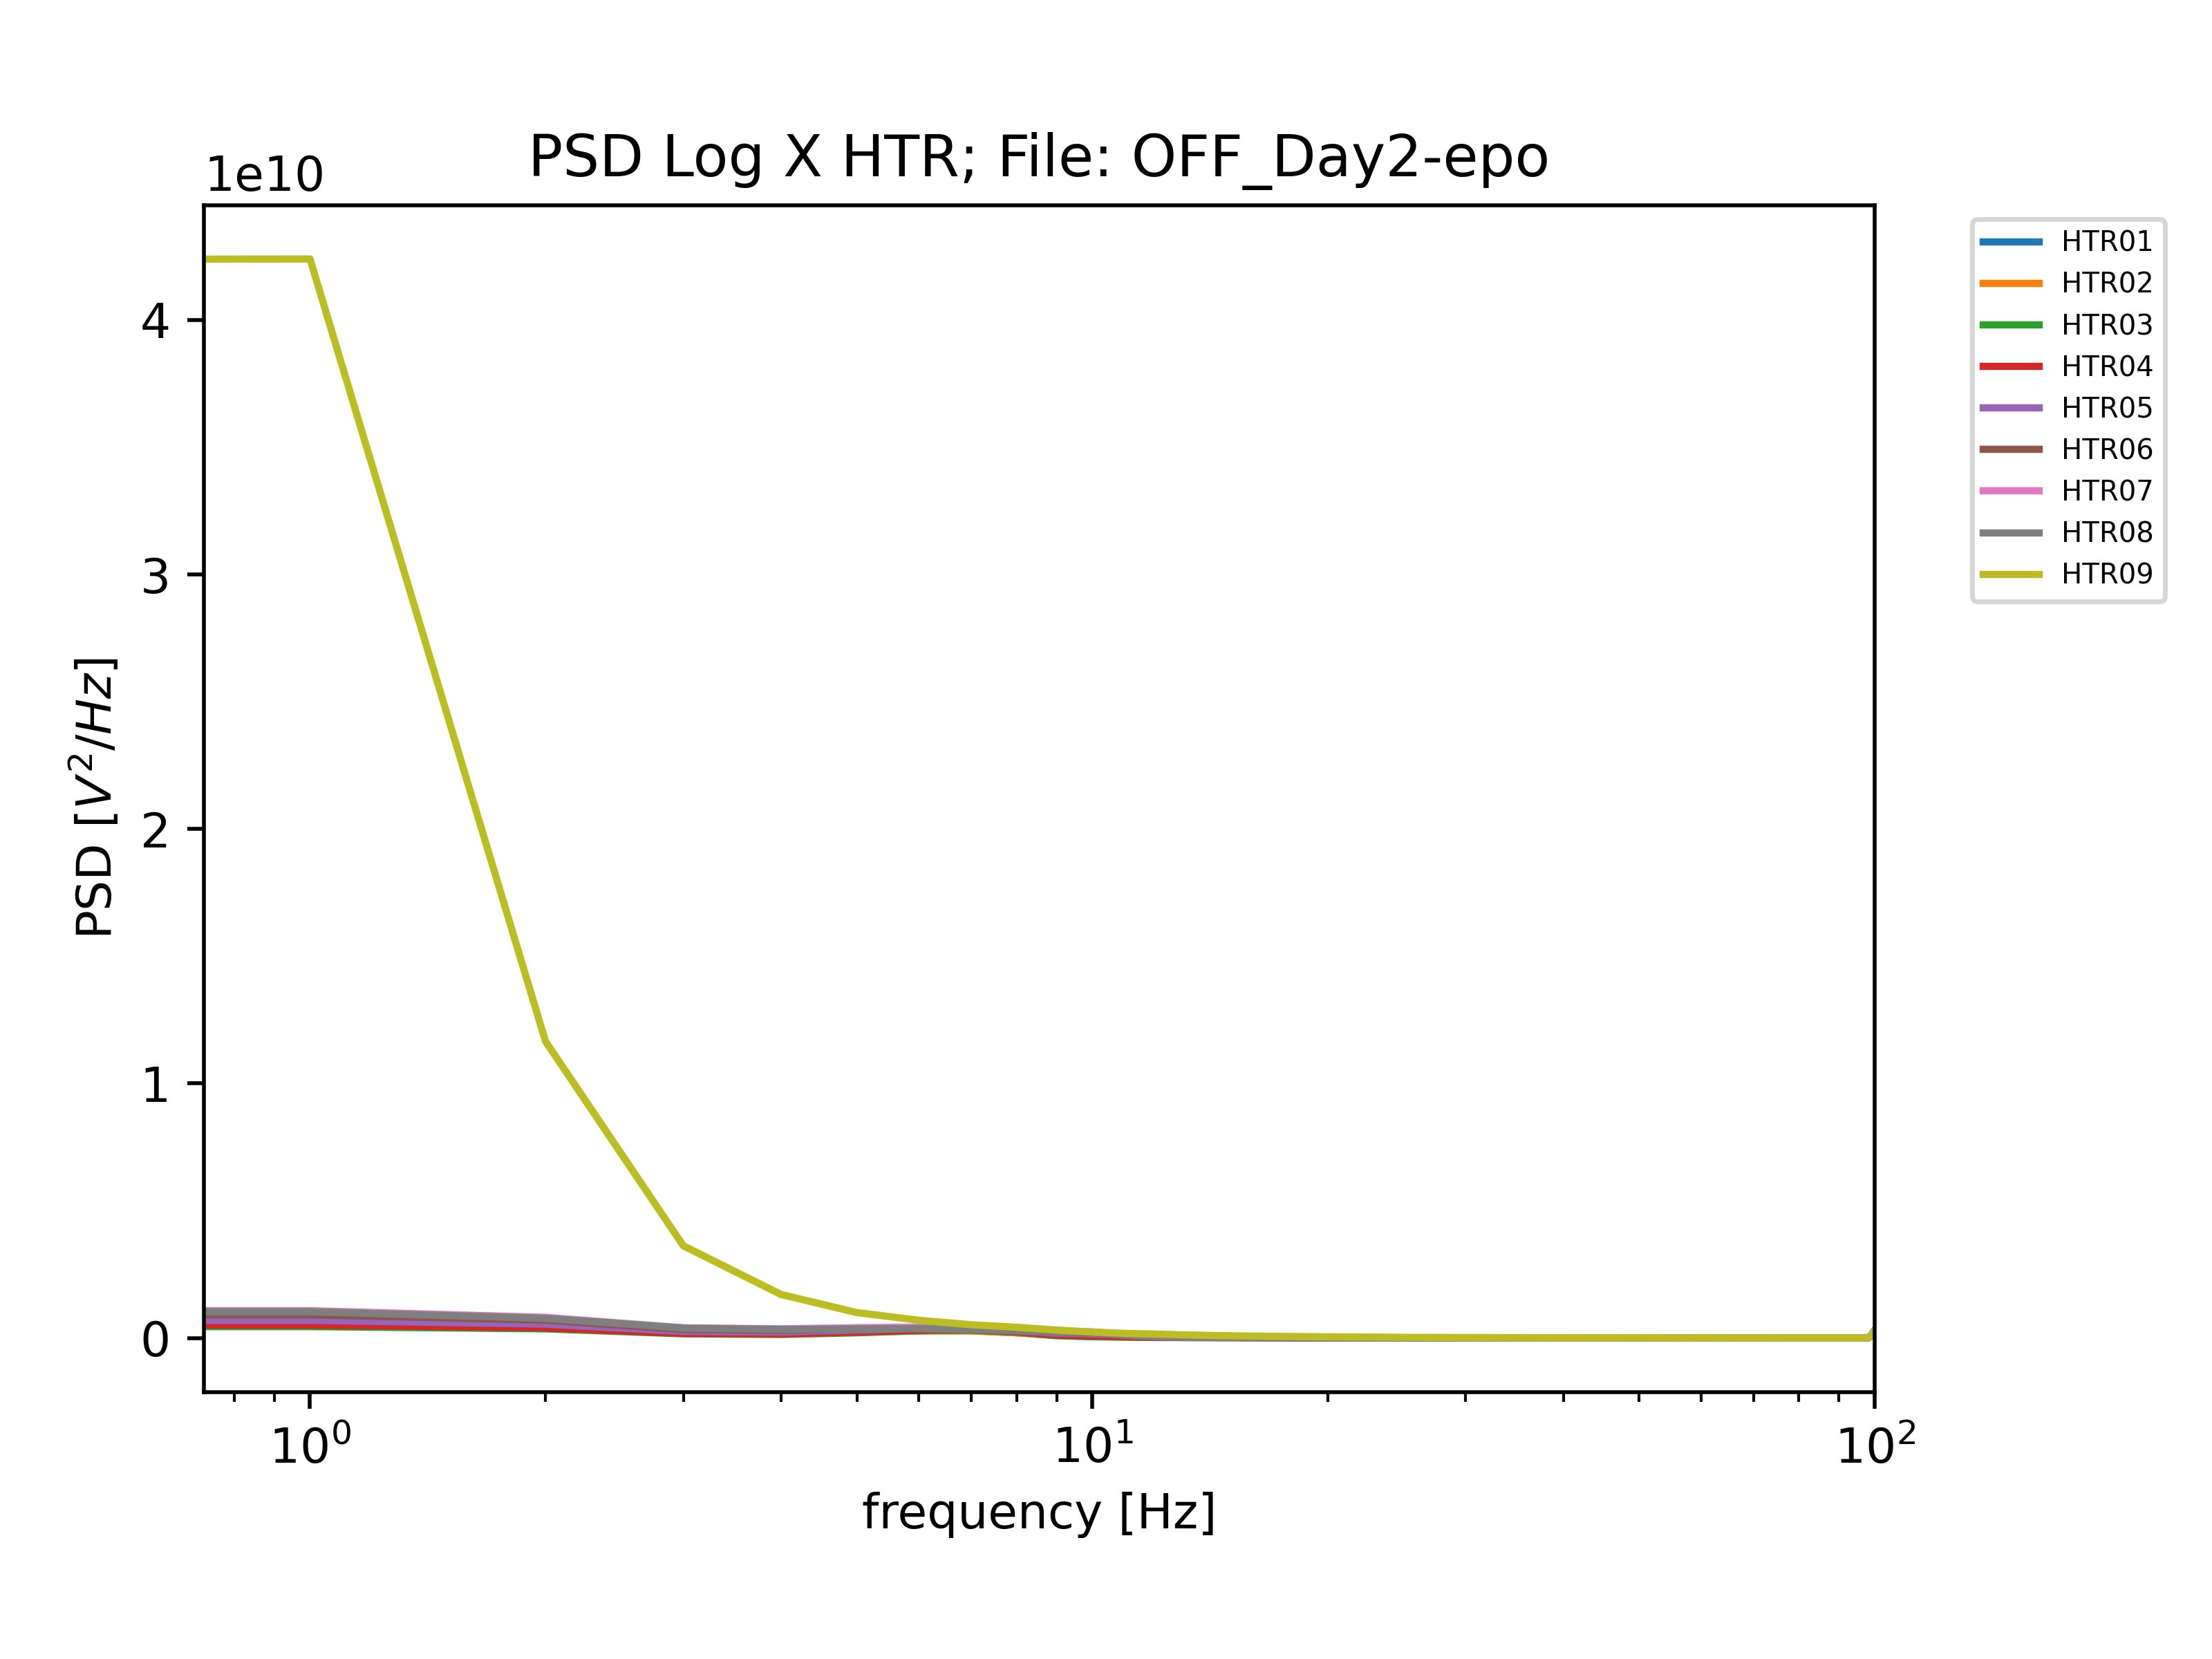 PSD Log X HTR; File: OFF_Day2-epo
1e10
4
3
2
1
0
PSD [V²/Hz]
10⁰
10¹
10²
frequency [Hz]
HTR01
HTR02
HTR03
HTR04
HTR05
HTR06
HTR07
HTR08
HTR09